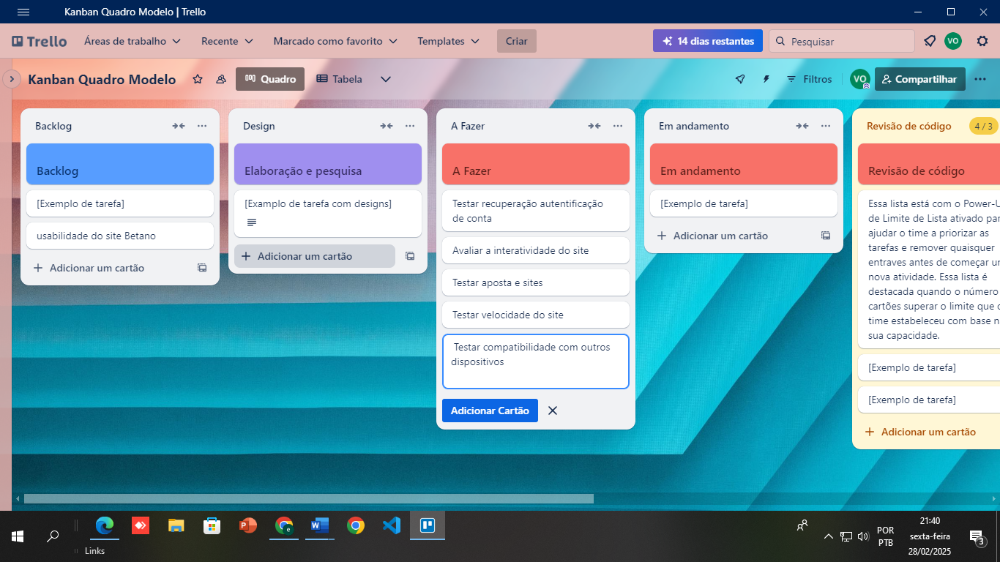 Kanban Quadro Modelo | Trello
Trello
Áreas de trabalho
Recente
Marcado como favorito
Templates
Criar
14 dias restantes
Pesquisar
VO
Kanban Quadro Modelo
Quadro
Tabela
Filtros
VO
Compartilhar
Backlog
Backlog
[Exemplo de tarefa]
usabilidade do site Betano
Adicionar um cartão
Design
Elaboração e pesquisa
[Examplo de tarefa com designs]
Adicionar um cartão
A Fazer
A Fazer
Testar recuperação autentificação
de conta
Avaliar a interatividade do site
Testar aposta e sites
Testar velocidade do site
Testar compatibilidade com outros
dispositivos
Adicionar Cartão
Em andamento
Em andamento
[Exemplo de tarefa]
Adicionar um cartão
Revisão de código
4 / 3
Revisão de código
Essa lista está com o Power-U
de Limite de Lista ativado par
ajudar o time a priorizar as
tarefas e remover quaisquer
entraves antes de começar u
nova atividade. Essa lista é
destacada quando o número
cartões superar o limite que o
time estabeleceu com base n
sua capacidade.
[Exemplo de tarefa]
[Exemplo de tarefa]
Adicionar um cartão
Links
POR
PTB
21:40
sexta-feira
28/02/2025
3